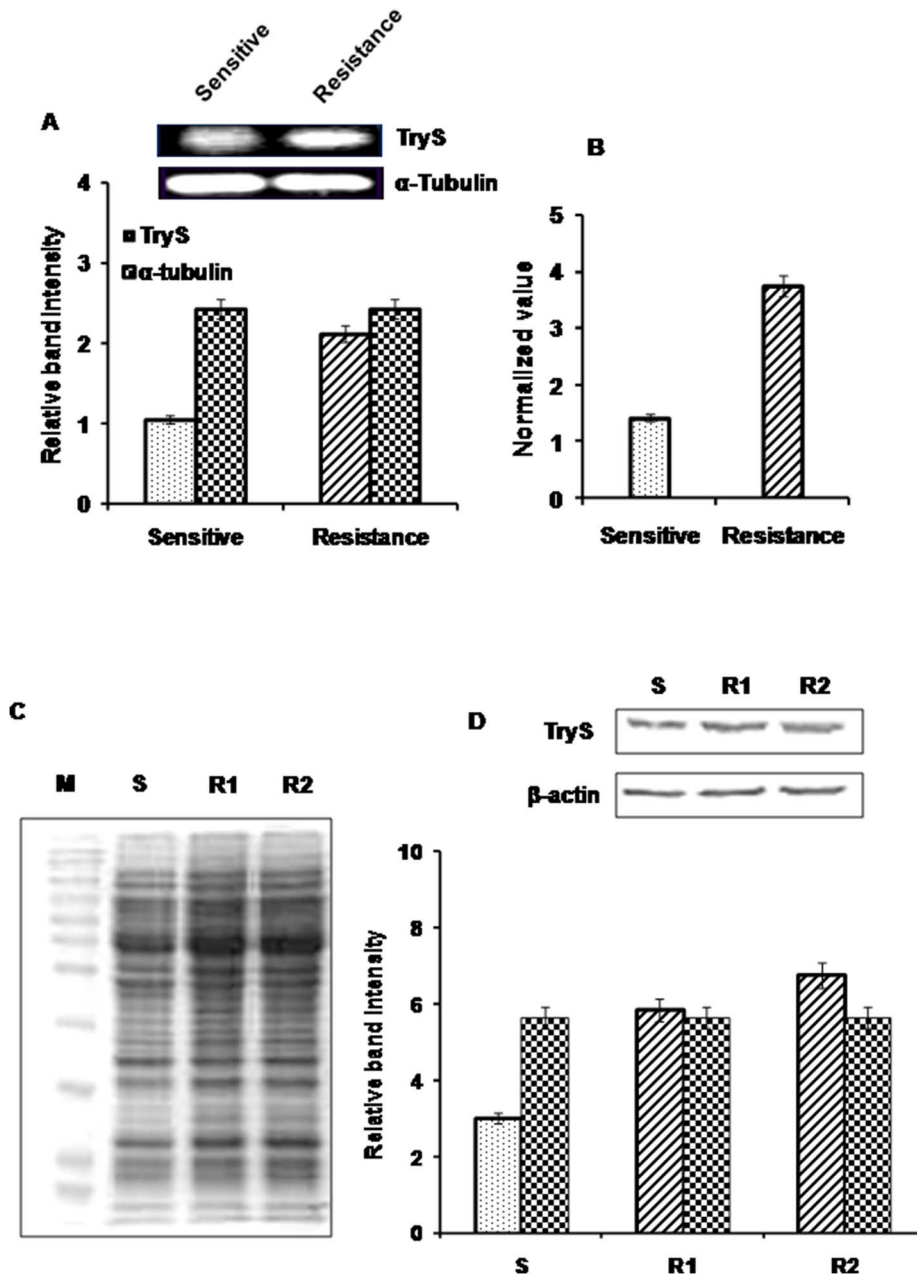 Sensitive
Resistance
A
TryS
α-Tubulin
4
3
2
1
0
Relative band intensity
TryS
α-tubulin
Sensitive Resistance
B
5
4
3
2
1
0
Normalized value
Sensitive Resistance
C
M S R1 R2
D
S R1 R2
TryS
β-actin
10
8
6
4
2
0
Relative band intensity
S R1 R2